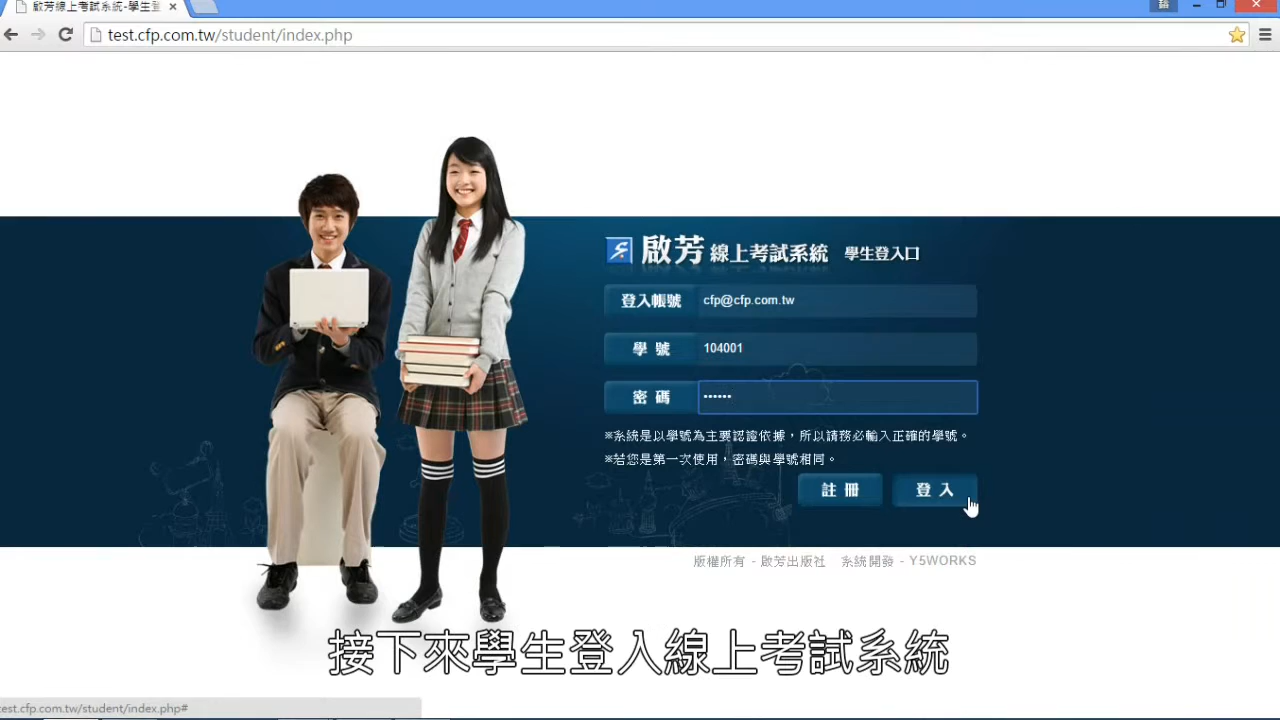 啟芳線上考試系統-學生登
test.cfp.com.tw/student/index.php
啟芳 線上考試系統 學生登入口
登入帳號 cfp@cfp.com.tw
學 號 104001
密 碼 ••••••
※系統是以學號為主要認證依據，所以請務必輸入正確的學號。
※若您是第一次使用，密碼與學號相同。
註 冊 登 入
版權所有 - 啟芳出版社 系統開發 - Y5WORKS
接下來學生登入線上考試系統
test.cfp.com.tw/student/index.php#